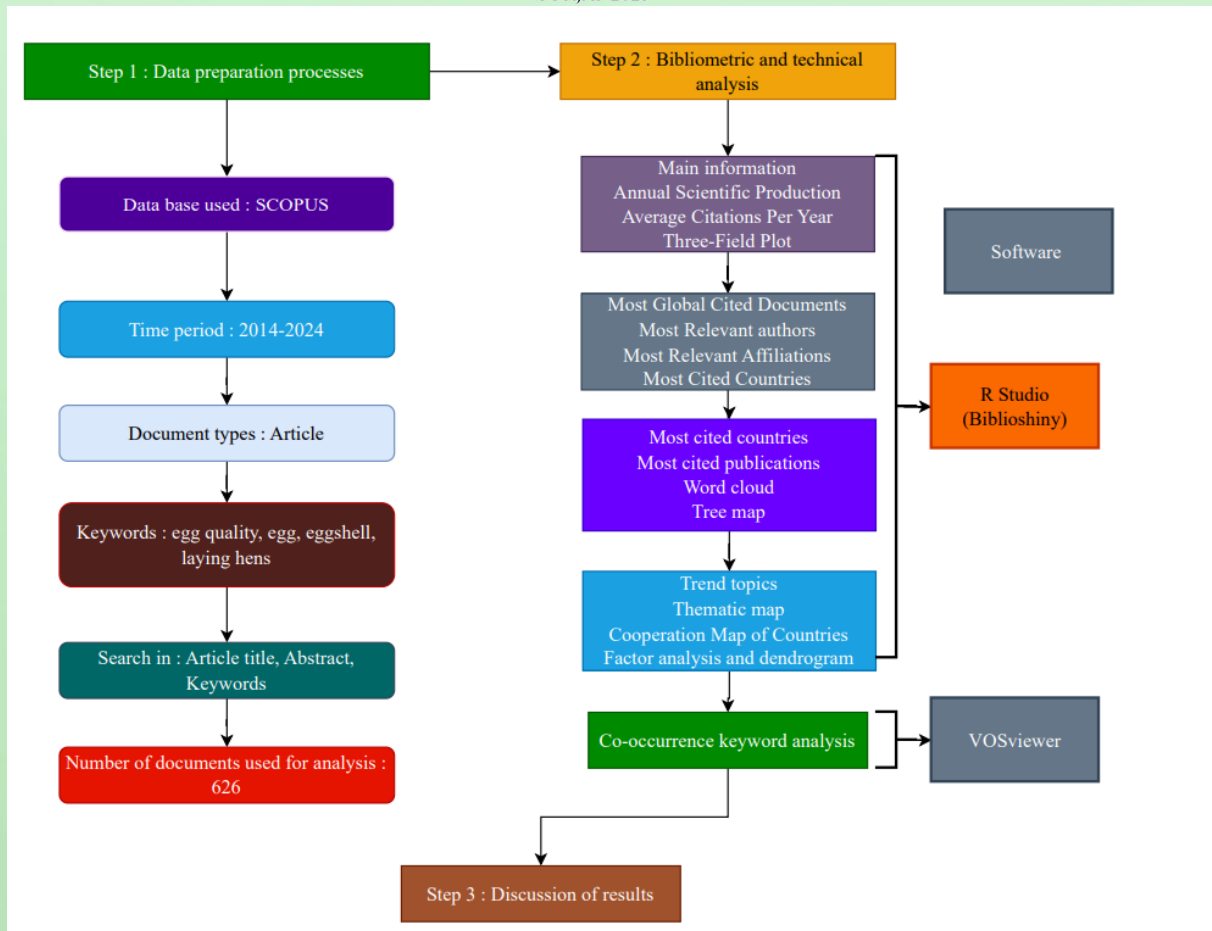 Step 1 : Data preparation processes
Step 2 : Bibliometric and technical
analysis
Data base used : SCOPUS
Time period : 2014-2024
Document types : Article
Keywords : egg quality, egg, eggshell,
laying hens
Search in : Article title, Abstract,
Keywords
Number of documents used for analysis :
626
Main information
Annual Scientific Production
Average Citations Per Year
Three-Field Plot
Most Global Cited Documents
Most Relevant authors
Most Relevant Affiliations
Most Cited Countries
Most cited countries
Most cited publications
Word cloud
Tree map
Trend topics
Thematic map
Cooperation Map of Countries
Factor analysis and dendrogram
Co-occurrence keyword analysis
Software
R Studio
(Biblioshiny)
VOSviewer
Step 3 : Discussion of results